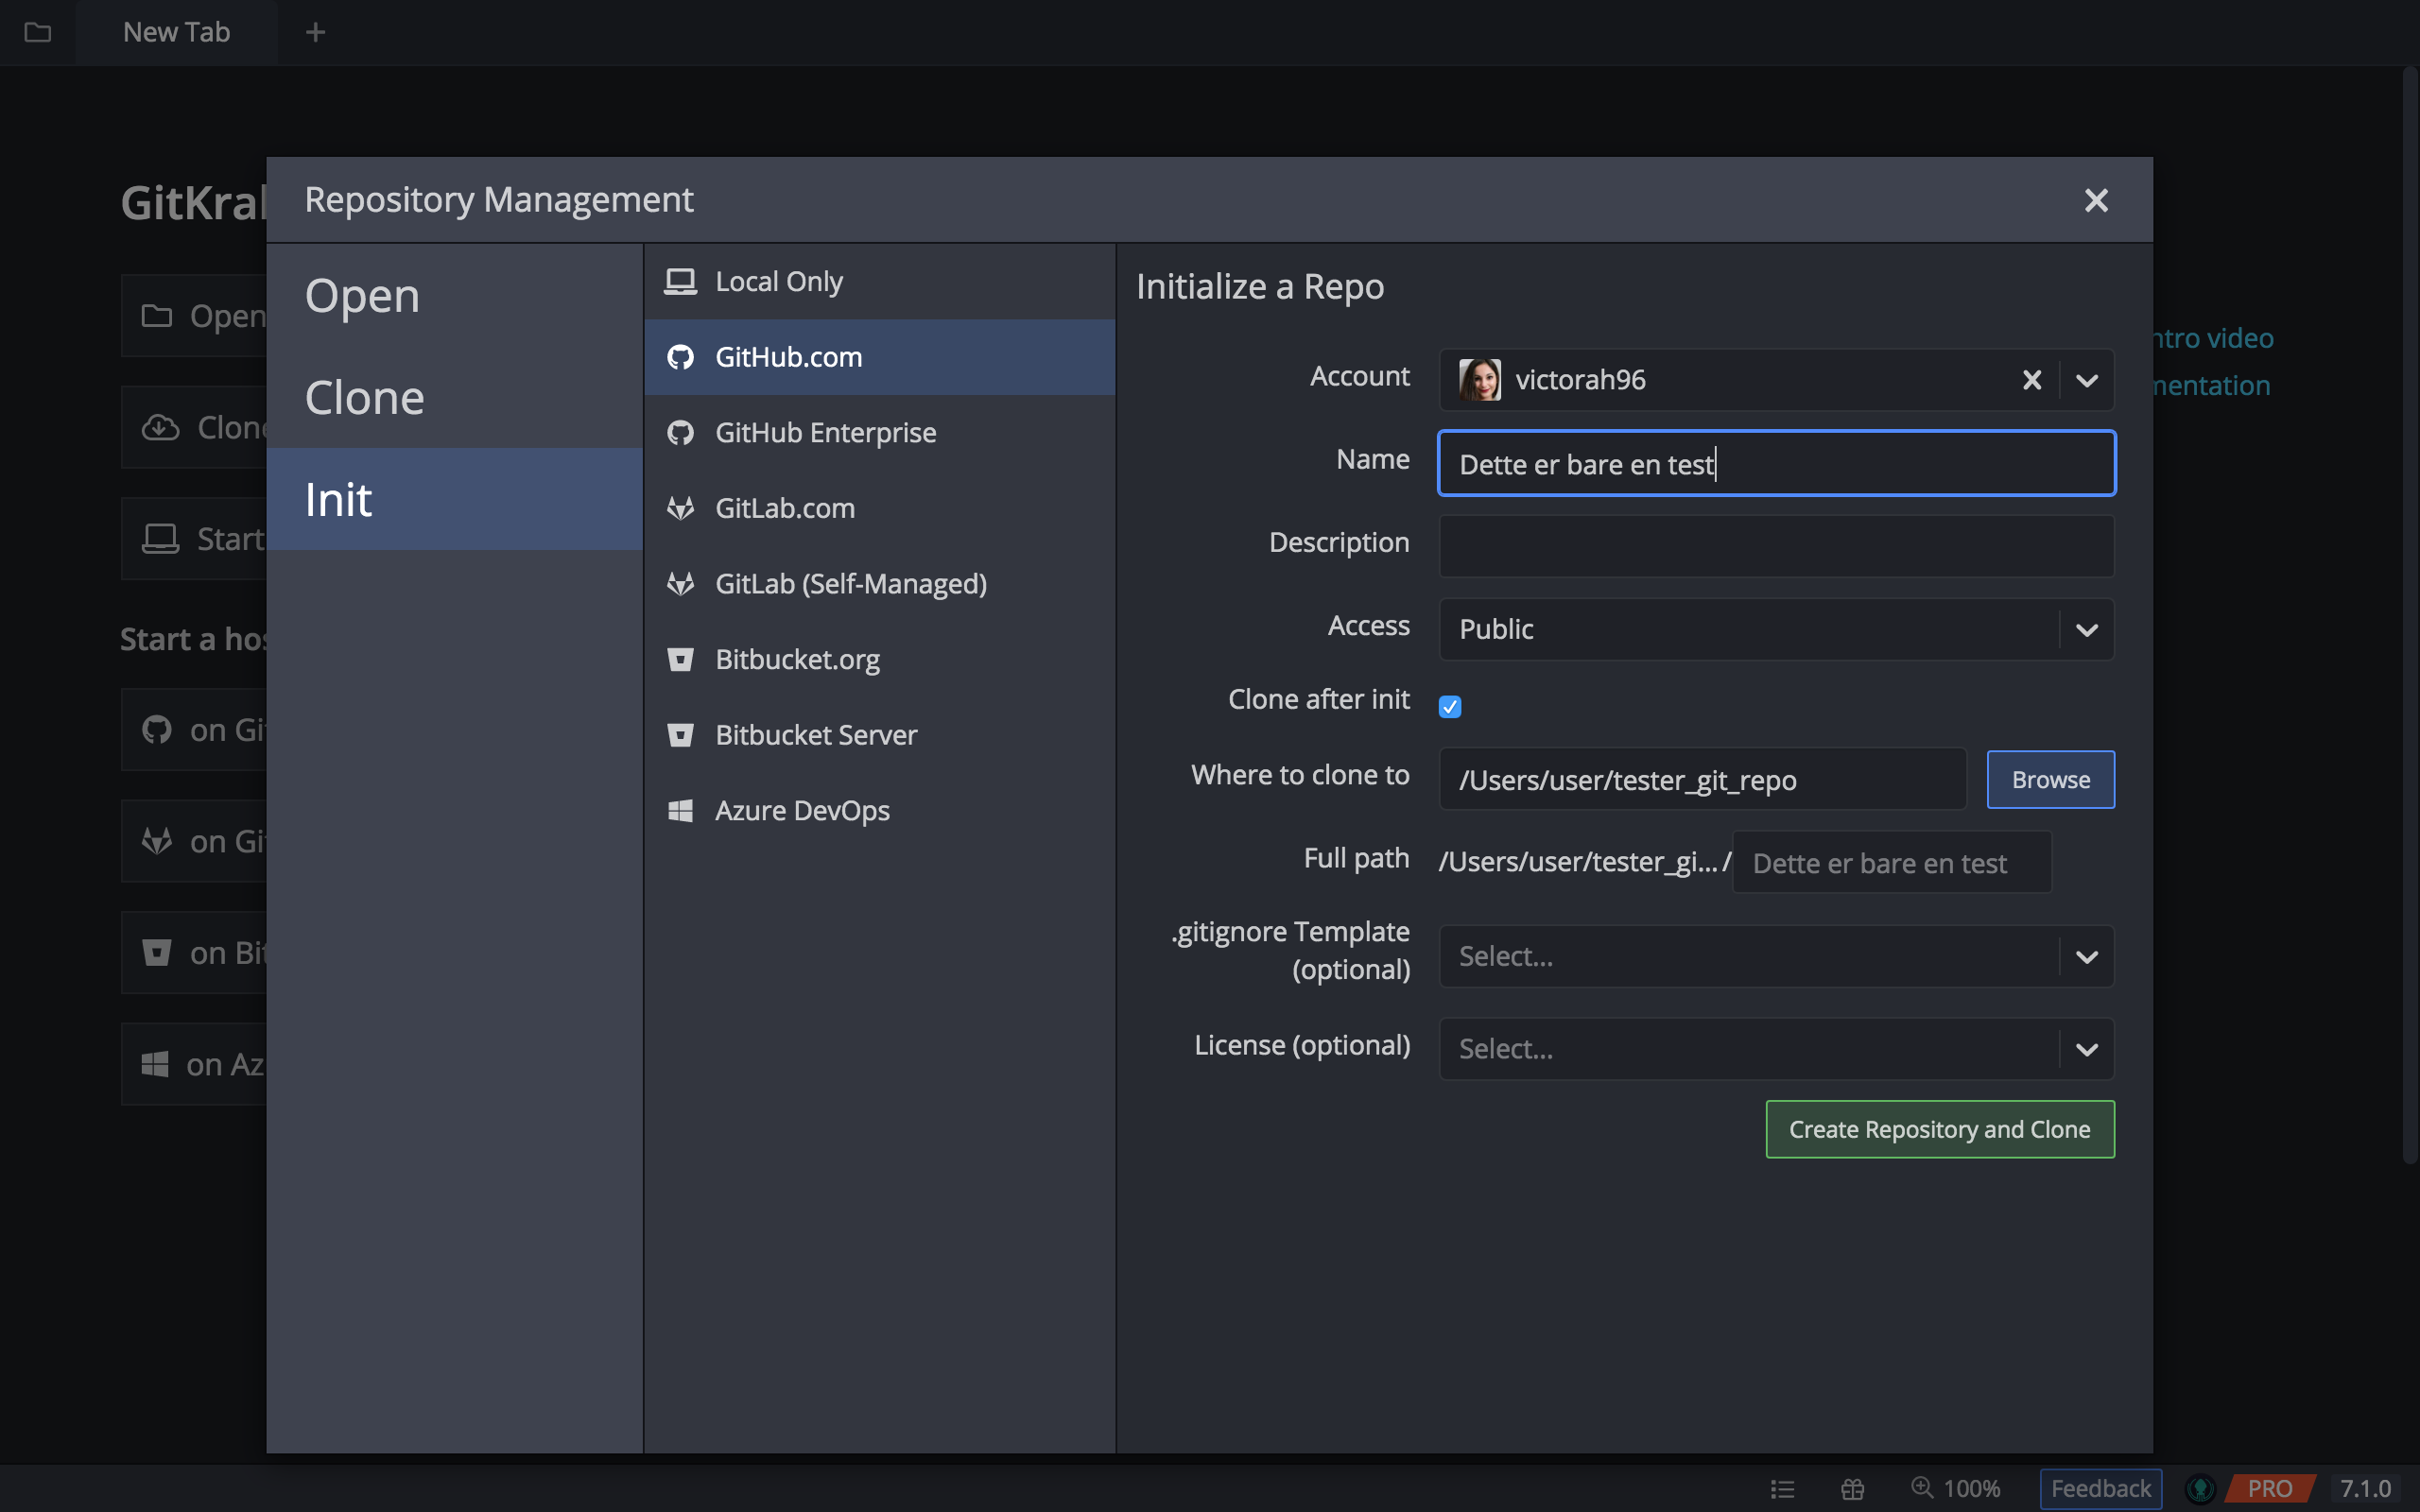 New Tab
GitKra
Repository Management
Open
Clone
Init
Open
Clone
Start
Start a hos
on Gi
on Gi
on Bit
on Az
Local Only
GitHub.com
GitHub Enterprise
GitLab.com
GitLab (Self-Managed)
Bitbucket.org
Bitbucket Server
Azure DevOps
Initialize a Repo
Account victorah96
Name Dette er bare en test
Description
Access Public
Clone after init
Where to clone to /Users/user/tester_git_repo Browse
Full path /Users/user/tester_gi... / Dette er bare en test
.gitignore Template
(optional) Select...
License (optional) Select...
Create Repository and Clone
ntro video
mentation
100% Feedback PRO 7.1.0